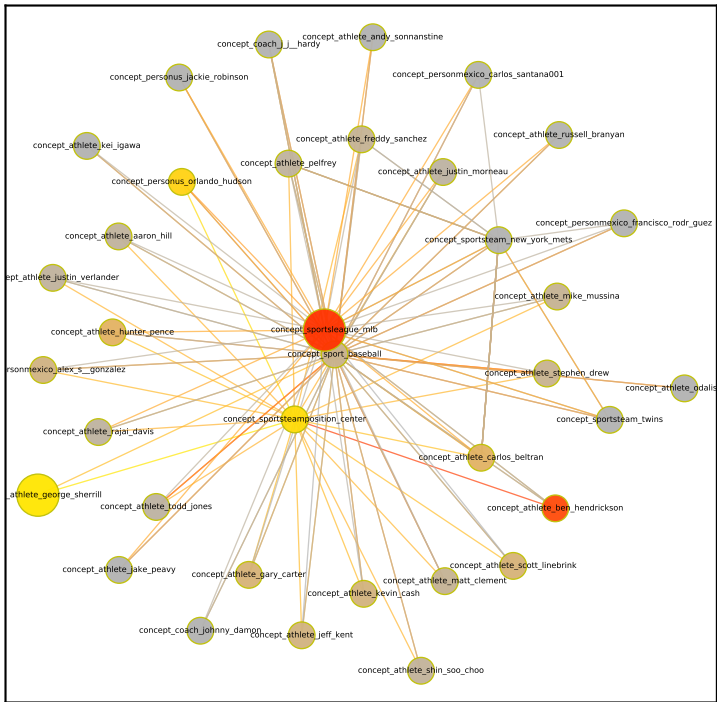 concept_athlete_andy_sonnanstine
concept_coach_j_j__hardy
concept_personus_jackie_robinson
concept_personmexico_carlos_santana001
concept_athlete_russell_branyan
concept_athlete_freddy_sanchez
concept_athlete_kei_igawa
concept_athlete_pelfrey
concept_athlete_justin_morneau
concept_personus_orlando_hudson
concept_personmexico_francisco_rodr_guez
concept_athlete_aaron_hill
concept_sportsteam_new_york_mets
ept_athlete_justin_verlander
concept_athlete_mike_mussina
concept_athlete_hunter_pence
concept_sportsleague_mlb
concept_sport_baseball
rsonmexico_alex_s__gonzalez
concept_athlete_stephen_drew
concept_athlete_odalis
concept_sportsteamposition_center
concept_sportsteam_twins
concept_athlete_rajai_davis
concept_athlete_carlos_beltran
_athlete_george_sherrill
concept_athlete_todd_jones
concept_athlete_ben_hendrickson
concept_athlete_scott_linebrink
concept_athlete_jake_peavy
concept_athlete_gary_carter
concept_athlete_matt_clement
concept_athlete_kevin_cash
concept_coach_johnny_damon
concept_athlete_jeff_kent
concept_athlete_shin_soo_choo